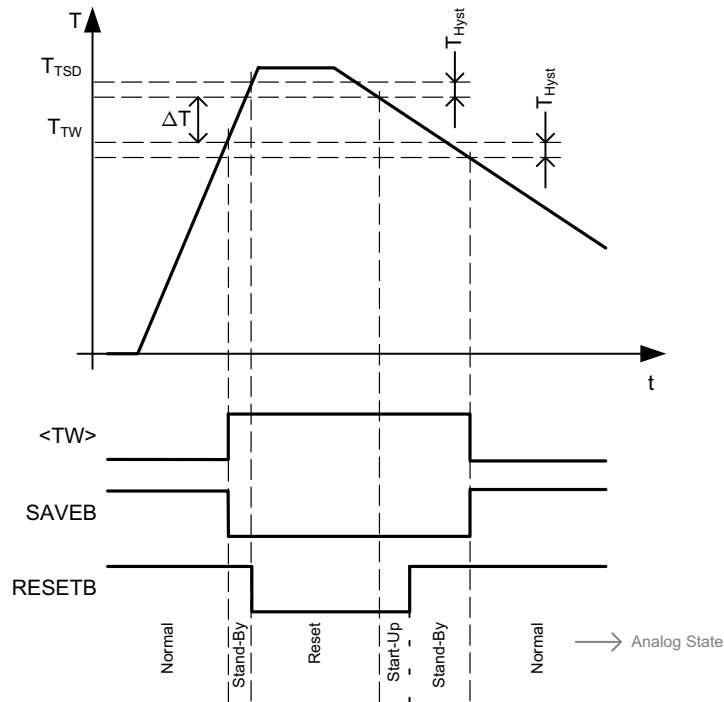 T
T_Hyst
T_TSD
T_Hyst
ΔT
T_TW
t
<TW>
SAVEB
RESETB
Normal
Stand-By
Reset
Start-Up
Stand-By
Normal
Analog State